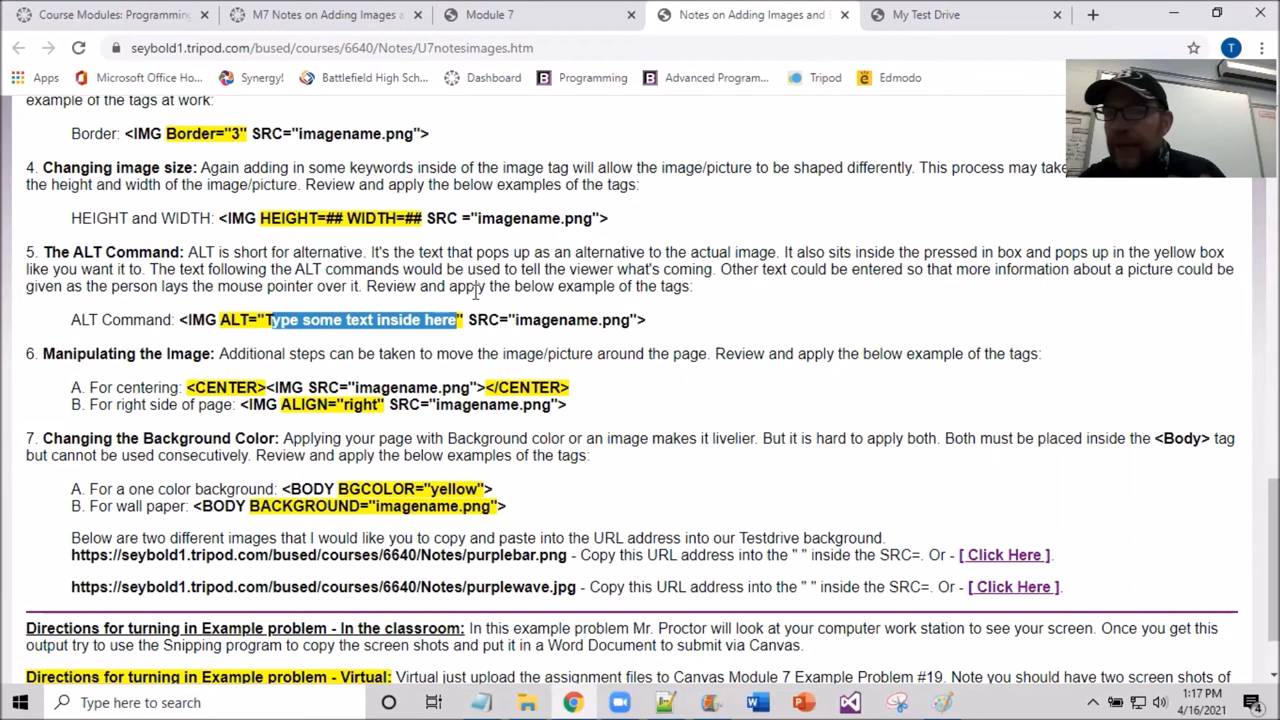 Course Modules: Programming
M7 Notes on Adding Images a
Module 7
Notes on Adding Images and
My Test Drive
seybold1.tripod.com/bused/courses/6640/Notes/U7notesimages.htm
T
Apps
Microsoft Office Ho...
Synergy!
Battlefield High Sch...
Dashboard
Programming
Advanced Program...
Tripod
Edmodo
example of the tags at work:
Border: <IMG Border="3" SRC="imagename.png">
4. Changing image size: Again adding in some keywords inside of the image tag will allow the image/picture to be shaped differently. This process may take
the height and width of the image/picture. Review and apply the below examples of the tags:
HEIGHT and WIDTH: <IMG HEIGHT=## WIDTH=## SRC ="imagename.png">
5. The ALT Command: ALT is short for alternative. It's the text that pops up as an alternative to the actual image. It also sits inside the pressed in box and pops up in the yellow box
like you want it to. The text following the ALT commands would be used to tell the viewer what's coming. Other text could be entered so that more information about a picture could be
given as the person lays the mouse pointer over it. Review and apply the below example of the tags:
ALT Command: <IMG ALT="Type some text inside here" SRC="imagename.png">
6. Manipulating the Image: Additional steps can be taken to move the image/picture around the page. Review and apply the below example of the tags:
A. For centering: <CENTER><IMG SRC="imagename.png"></CENTER>
B. For right side of page: <IMG ALIGN="right" SRC="imagename.png">
7. Changing the Background Color: Applying your page with Background color or an image makes it livelier. But it is hard to apply both. Both must be placed inside the <Body> tag
but cannot be used consecutively. Review and apply the below examples of the tags:
A. For a one color background: <BODY BGCOLOR="yellow">
B. For wall paper: <BODY BACKGROUND="imagename.png">
Below are two different images that I would like you to copy and paste into the URL address into our Testdrive background.
https://seybold1.tripod.com/bused/courses/6640/Notes/purplebar.png - Copy this URL address into the " " inside the SRC=. Or - [ Click Here ].
https://seybold1.tripod.com/bused/courses/6640/Notes/purplewave.jpg - Copy this URL address into the " " inside the SRC=. Or - [ Click Here ].
Directions for turning in Example problem - In the classroom: In this example problem Mr. Proctor will look at your computer work station to see your screen. Once you get this
output try to use the Snipping program to copy the screen shots and put it in a Word Document to submit via Canvas.
Directions for turning in Example problem - Virtual: Virtual just upload the assignment files to Canvas Module 7 Example Problem #19. Note you should have two screen shots of
Type here to search
1:17 PM
4/16/2021
4